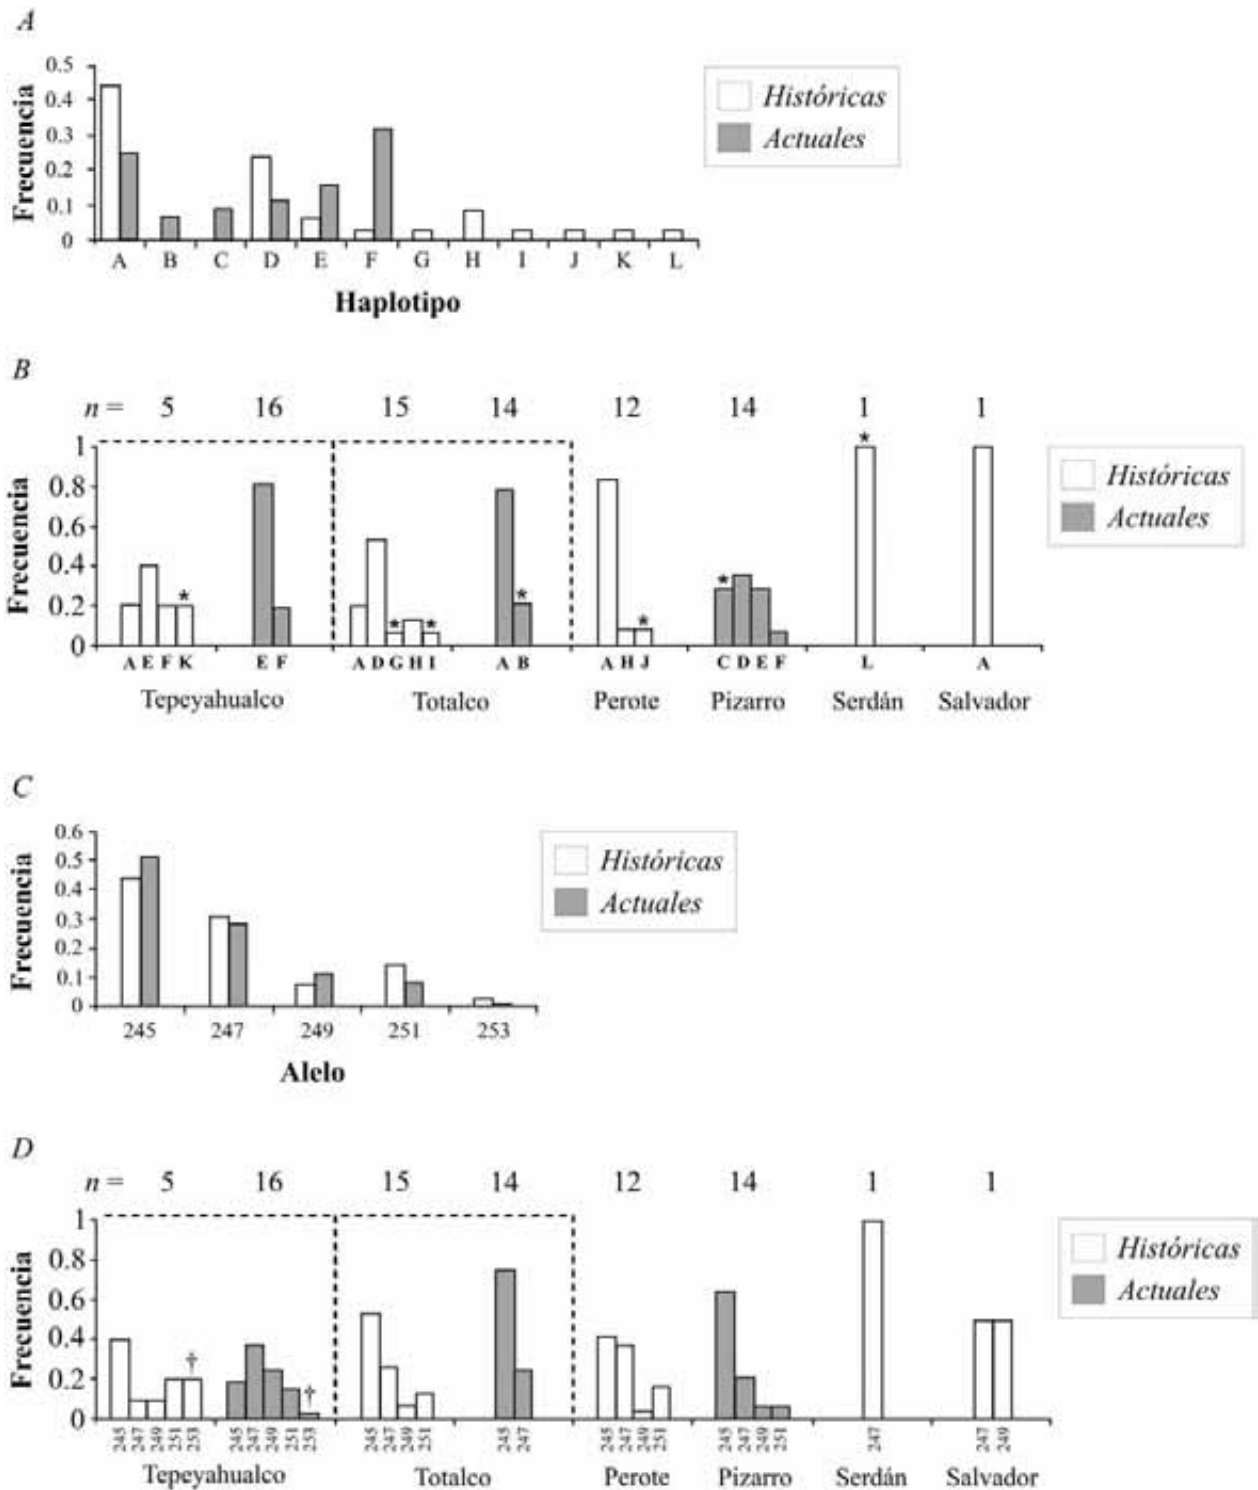 A
0.5
0.4
0.3
0.2
0.1
0
Frecuencia
Históricas
Actuales
A B C D E F G H I J K L
Haplotipo
B
n = 5 16 15 14 12 14 1 1
1
0.8
0.6
0.4
0.2
0
Frecuencia
* * * * * * *
Históricas
Actuales
A E F K E F A D G H I A B A H J C D E F L A
Tepeyahualco Totalco Perote Pizarro Serdán Salvador
C
0.6
0.5
0.4
0.3
0.2
0.1
0
Frecuencia
Históricas
Actuales
245 247 249 251 253
Alelo
D
n = 5 16 15 14 12 14 1 1
1
0.8
0.6
0.4
0.2
0
Frecuencia
† †
Históricas
Actuales
245 247 249 251 253 245 247 249 251 253 245 247 249 251 245 247 245 247 249 251 245 247 249 251 247 247 249
Tepeyahualco Totalco Perote Pizarro Serdán Salvador